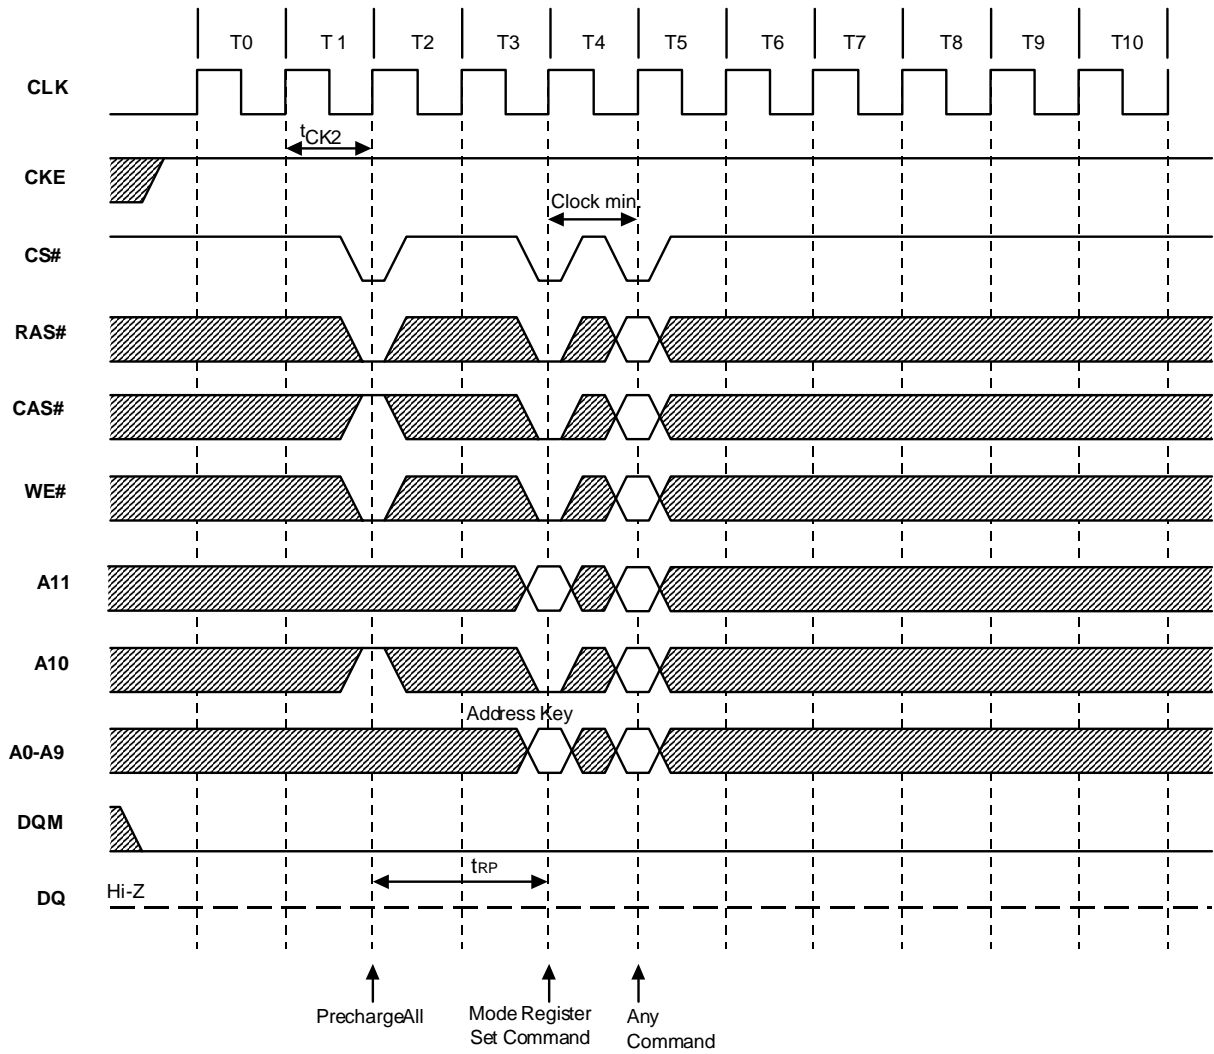 T0 T 1 T2 T3 T4 T5 T6 T7 T8 T9 T10
CLK
tCK2
CKE
Clock min.
CS#
RAS#
CAS#
WE#
A11
A10
Address Key
A0-A9
DQM
tRP
Hi-Z
DQ
PrechargeAll
Mode Register
Set Command
Any
Command